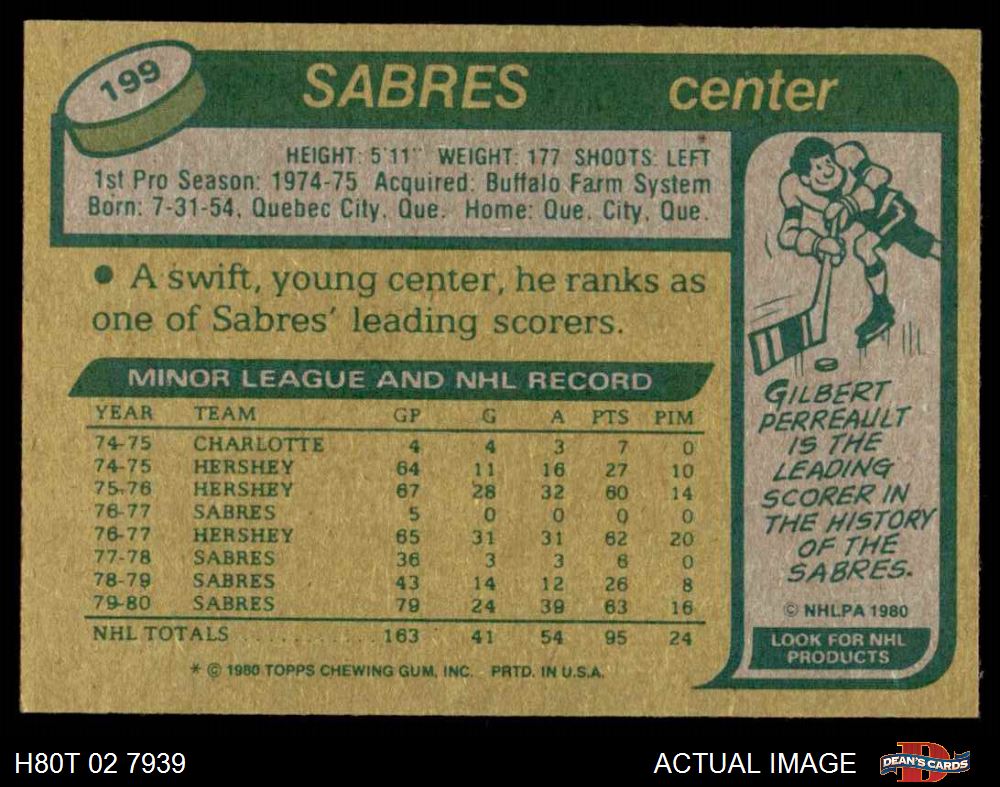 199
SABRES center
HEIGHT: 5'11" WEIGHT: 177 SHOOTS: LEFT
1st Pro Season: 1974-75 Acquired: Buffalo Farm System
Born: 7-31-54, Quebec City, Que. Home: Que. City, Que.
• A swift, young center, he ranks as
one of Sabres' leading scorers.
MINOR LEAGUE AND NHL RECORD
YEAR TEAM GP G A PTS PIM
74-75 CHARLOTTE 4 4 3 7 0
74-75 HERSHEY 64 11 16 27 10
75-76 HERSHEY 67 28 32 60 14
76-77 SABRES 5 0 0 0 0
76-77 HERSHEY 65 31 31 62 20
77-78 SABRES 36 3 3 6 0
78-79 SABRES 43 14 12 26 8
79-80 SABRES 79 24 39 63 16
NHL TOTALS .......... 163 41 54 95 24
* © 1980 TOPPS CHEWING GUM, INC. PRTD. IN U.S.A.
GILBERT
PERREAULT
IS THE
LEADING
SCORER IN
THE HISTORY
OF THE
SABRES.
© NHLPA 1980
LOOK FOR NHL
PRODUCTS
H80T 02 7939
ACTUAL IMAGE
DEAN'S CARDS